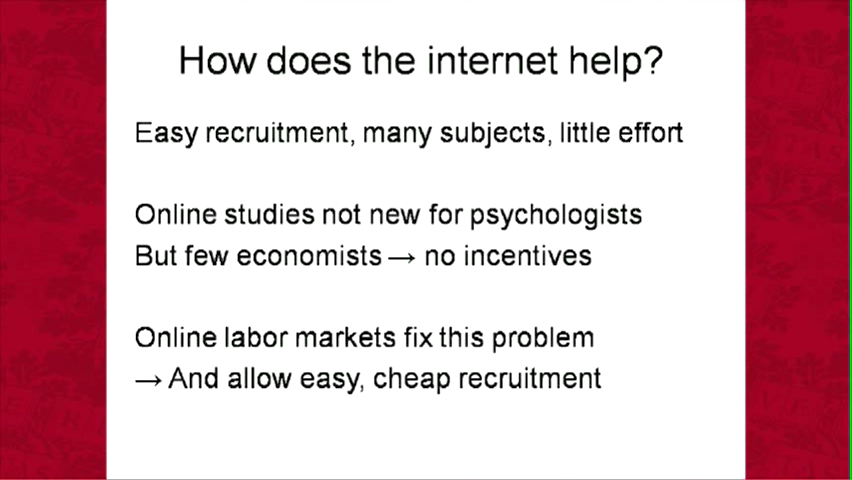 How does the internet help?
Easy recruitment, many subjects, little effort
Online studies not new for psychologists
But few economists → no incentives
Online labor markets fix this problem
→ And allow easy, cheap recruitment